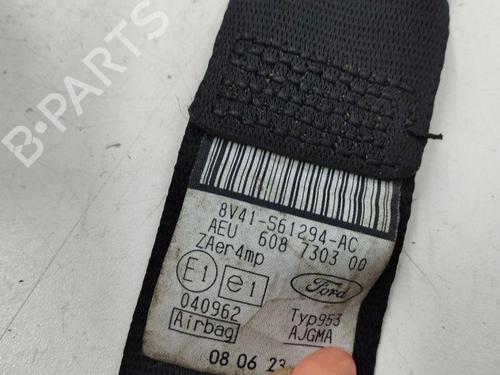 B-PARTS
8V41-S61294-AC
AEU 608 7303 00
ZAer4mp
E1 e1 Ford
040962 Typ953
Airbag AJGMA
08 06 23